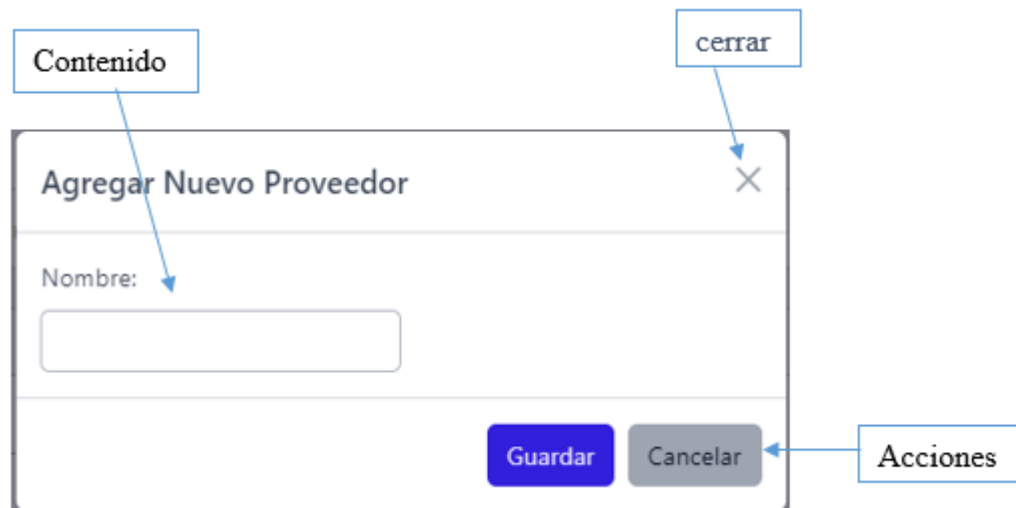 cerrar
Contenido
Agregar Nuevo Proveedor
Nombre:
Guardar Cancelar
Acciones